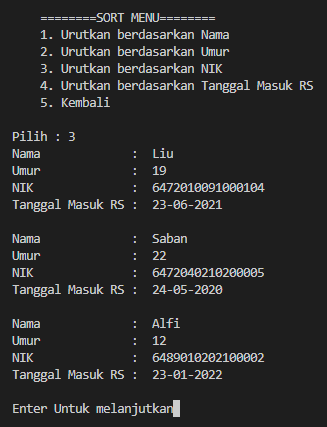 ========SORT MENU========
1. Urutkan berdasarkan Nama
2. Urutkan berdasarkan Umur
3. Urutkan berdasarkan NIK
4. Urutkan berdasarkan Tanggal Masuk RS
5. Kembali
Pilih : 3
Nama : Liu
Umur : 19
NIK : 6472010091000104
Tanggal Masuk RS : 23-06-2021
Nama : Saban
Umur : 22
NIK : 6472040210200005
Tanggal Masuk RS : 24-05-2020
Nama : Alfi
Umur : 12
NIK : 6489010202100002
Tanggal Masuk RS : 23-01-2022
Enter Untuk melanjutkan